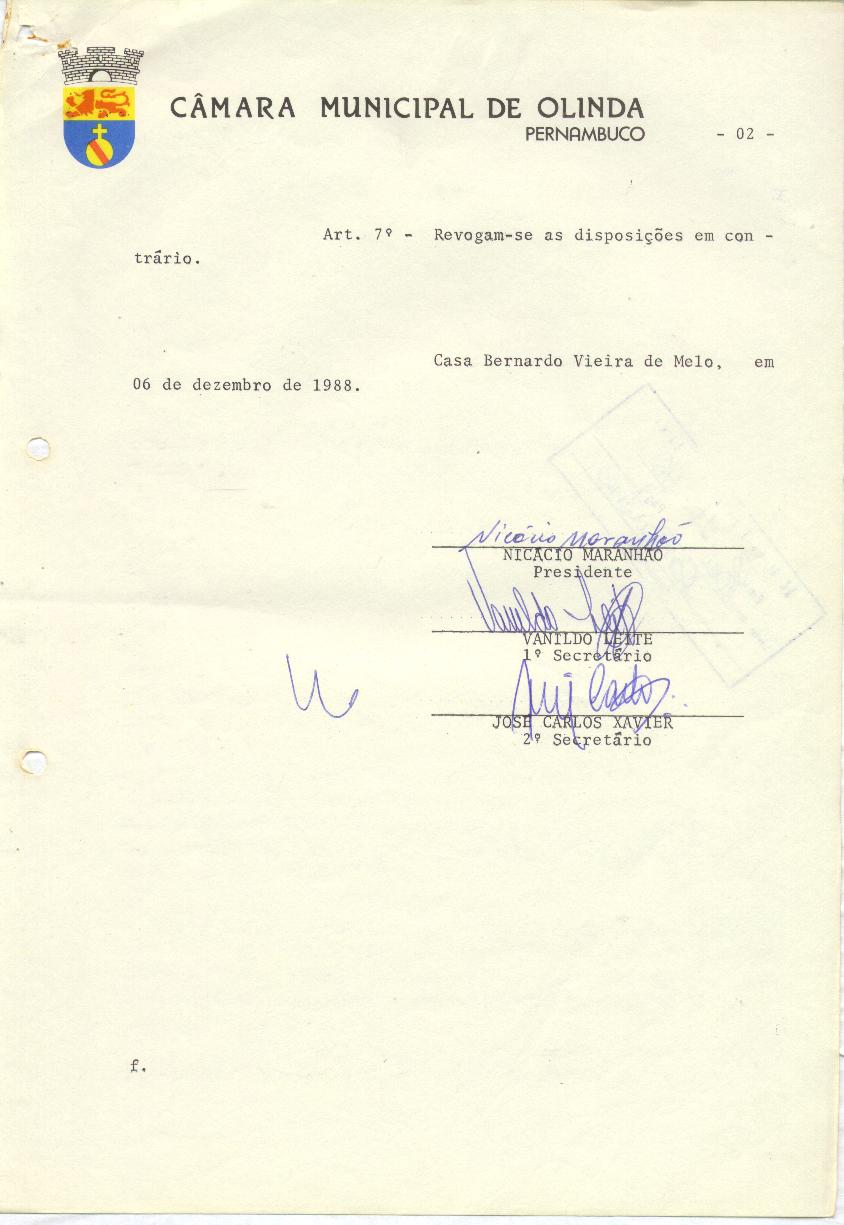 CÂMARA MUNICIPAL DE OLINDA
PERNAMBUCO - 02 -
Art. 7º - Revogam-se as disposições em con -
trário.
Casa Bernardo Vieira de Melo, em
06 de dezembro de 1988.
Nicácio Maranhão
NICÁCIO MARANHÃO
Presidente
Vanildo Leite
VANILDO LEITE
1º Secretário
JOSÉ CARLOS XAVIER
2º Secretário
f.